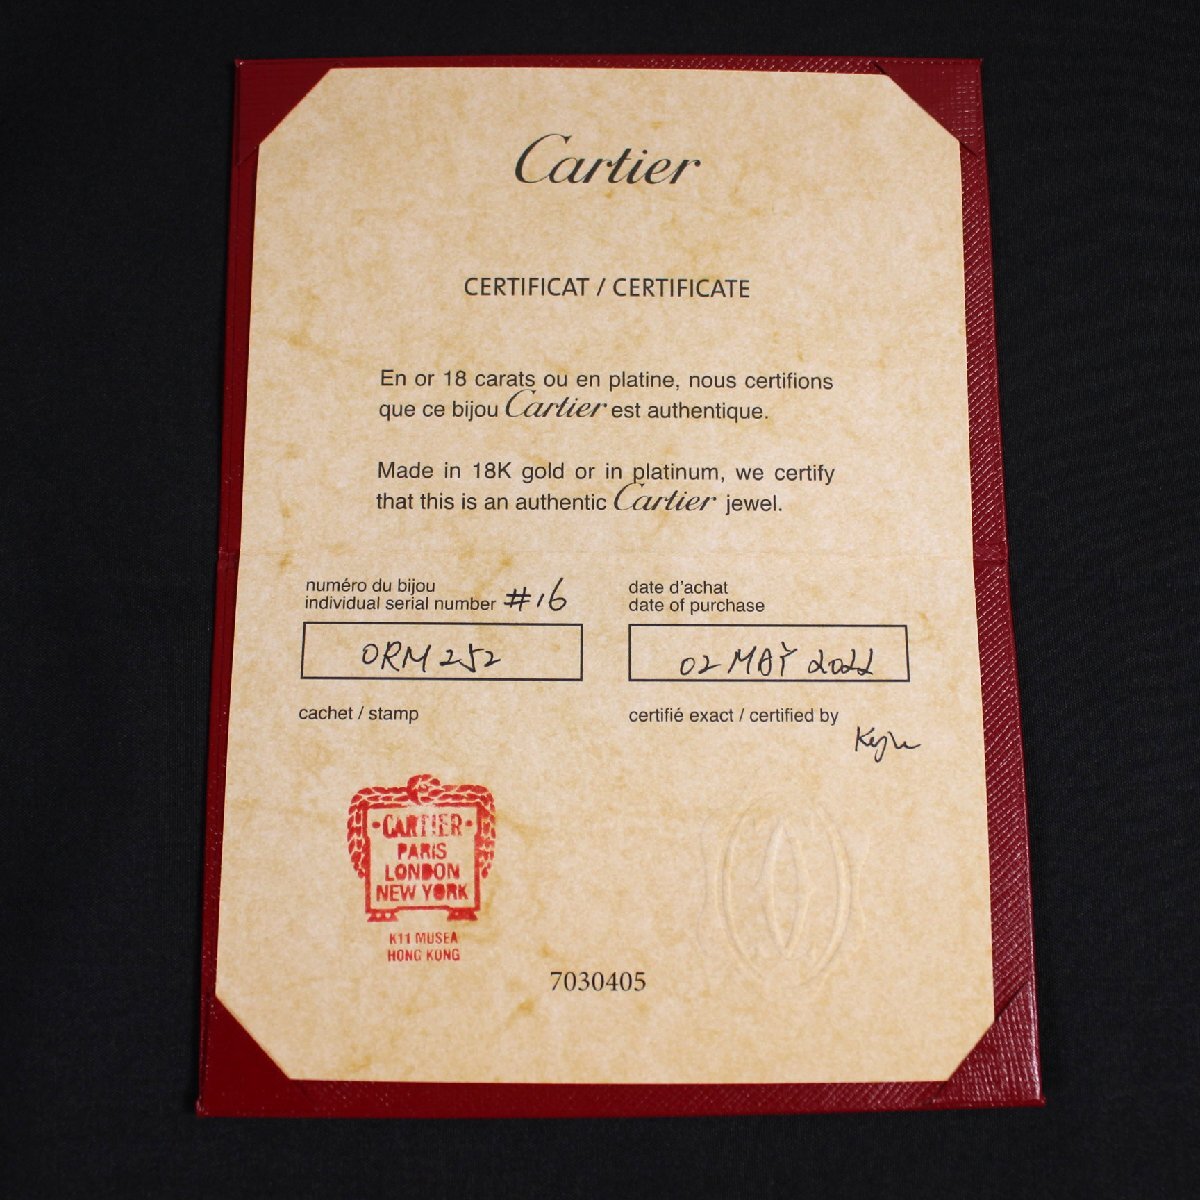 Cartier
CERTIFICAT / CERTIFICATE
En or 18 carats ou en platine, nous certifions
que ce bijou Cartier est authentique.
Made in 18K gold or in platinum, we certify
that this is an authentic Cartier jewel.
numéro du bijou
individual serial number #16
ORM252
date d'achat
date of purchase
02 MAY 2022
cachet / stamp
certifié exact / certified by
CARTIER
PARIS
LONDON
NEW YORK
K11 MUSEA
HONG KONG
7030405